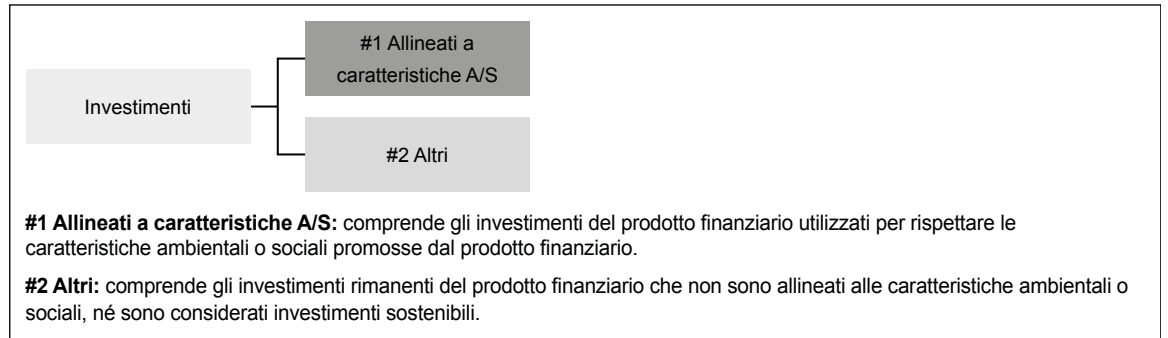 #1 Allineati a
caratteristiche A/S
Investimenti
#2 Altri
#1 Allineati a caratteristiche A/S: comprende gli investimenti del prodotto finanziario utilizzati per rispettare le
caratteristiche ambientali o sociali promosse dal prodotto finanziario.
#2 Altri: comprende gli investimenti rimanenti del prodotto finanziario che non sono allineati alle caratteristiche ambientali o
sociali, né sono considerati investimenti sostenibili.